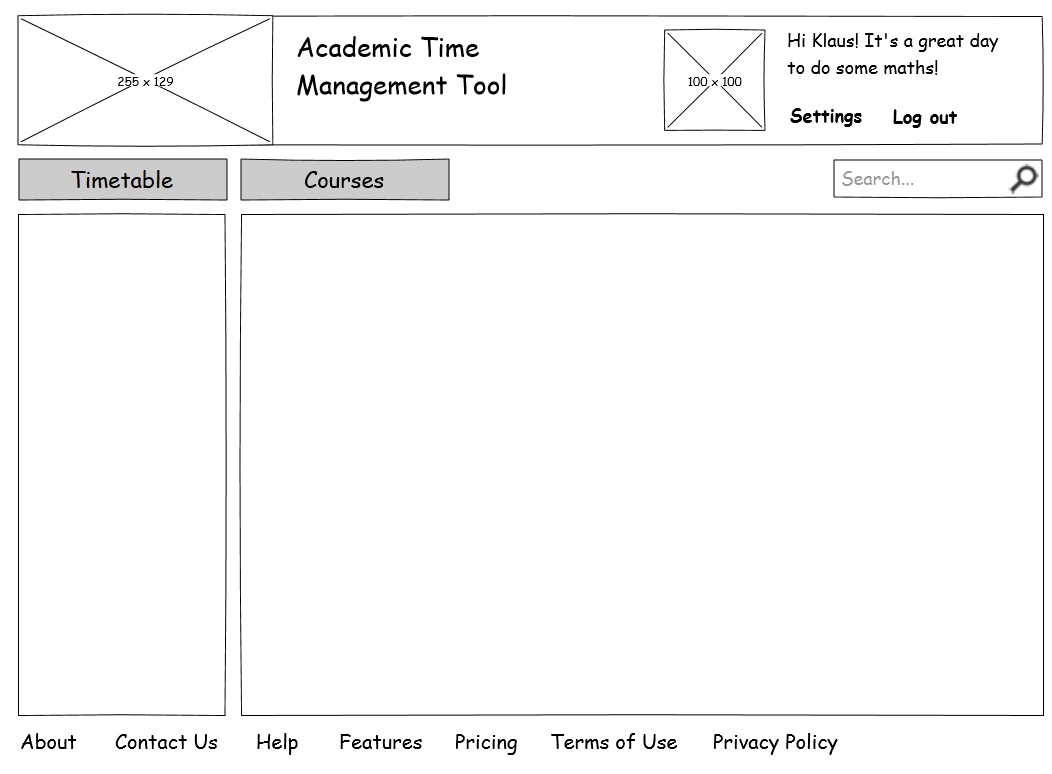 255 x 129
Academic Time
Management Tool
100 x 100
Hi Klaus! It's a great day
to do some maths!
Settings Log out
Timetable
Courses
Search...
About Contact Us Help Features Pricing Terms of Use Privacy Policy